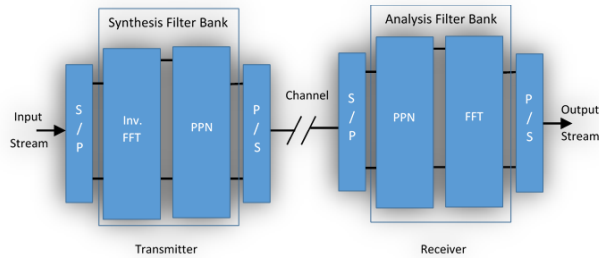 Synthesis Filter Bank
Analysis Filter Bank
Input
Stream
S
/
P
Inv.
FFT
PPN
P
/
S
Channel
S
/
P
PPN
FFT
P
/
S
Output
Stream
Transmitter
Receiver